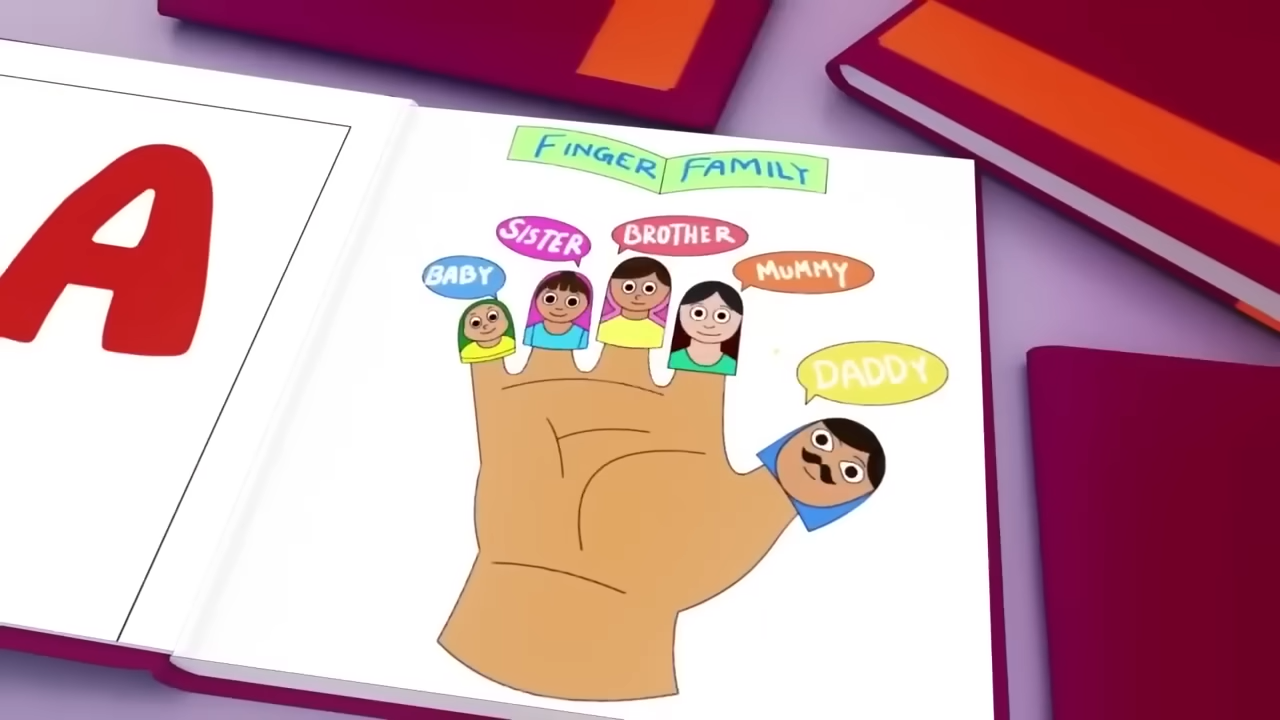 A
FINGER FAMILY
SISTER
BROTHER
BABY
MUMMY
DADDY